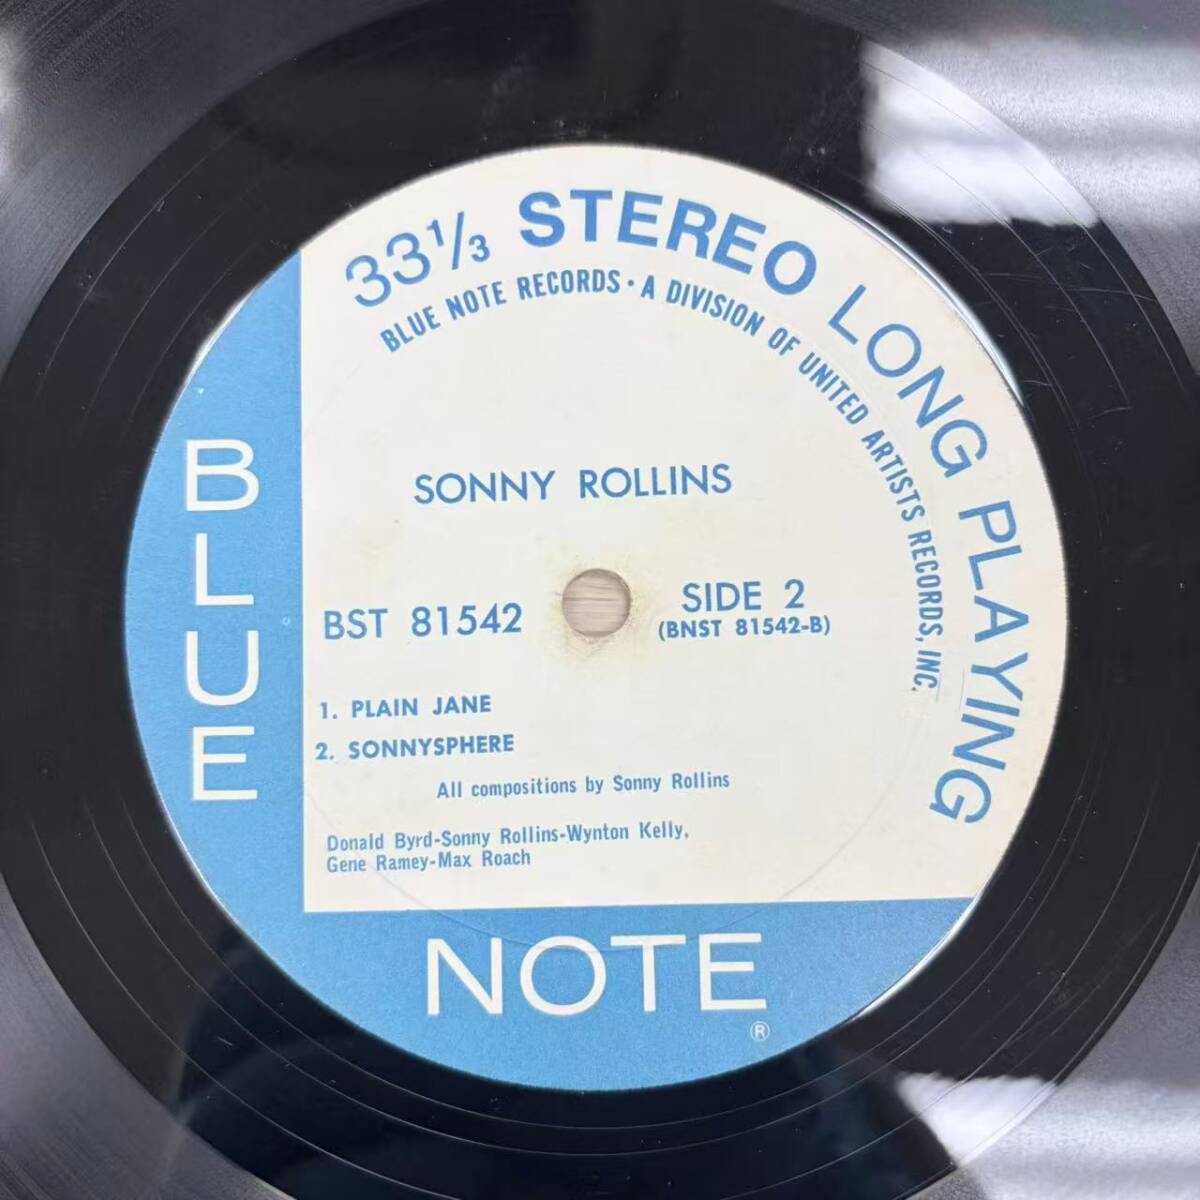 33⅓ STEREO LONG PLAYING
BLUE NOTE RECORDS • A DIVISION OF UNITED ARTISTS RECORDS, INC.
SONNY ROLLINS
BST 81542
SIDE 2
(BNST 81542-B)
1. PLAIN JANE
2. SONNYSPHERE
All compositions by Sonny Rollins
Donald Byrd-Sonny Rollins-Wynton Kelly,
Gene Ramey-Max Roach
BLUE
NOTE
®